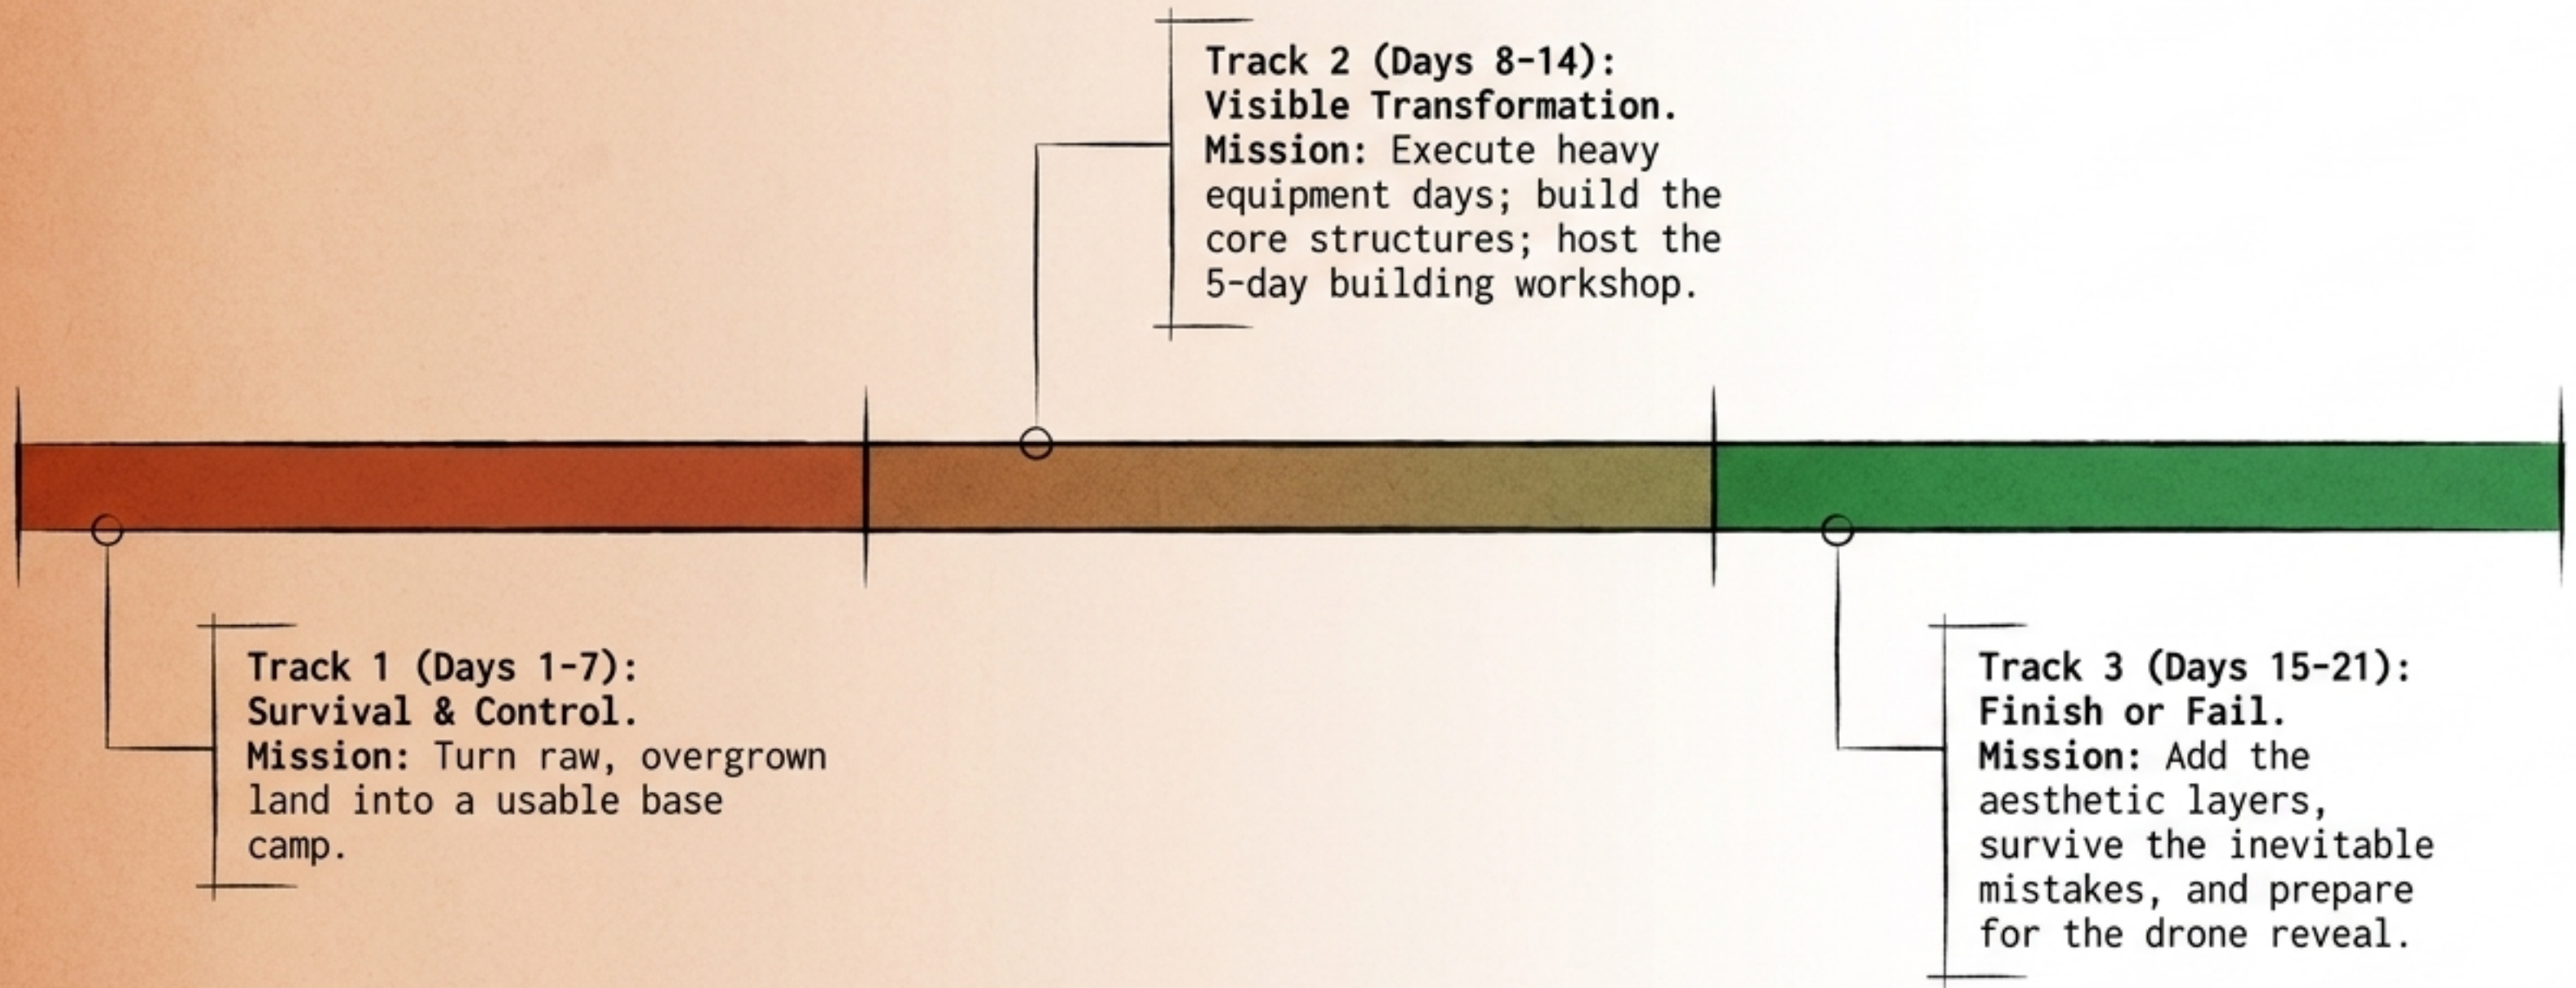 Track 1 (Days 1-7):
Survival & Control.
Mission: Turn raw, overgrown
land into a usable base
camp.
Track 2 (Days 8-14):
Visible Transformation.
Mission: Execute heavy
equipment days; build the
core structures; host the
5-day building workshop.
Track 3 (Days 15-21):
Finish or Fail.
Mission: Add the
aesthetic layers,
survive the inevitable
mistakes, and prepare
for the drone reveal.